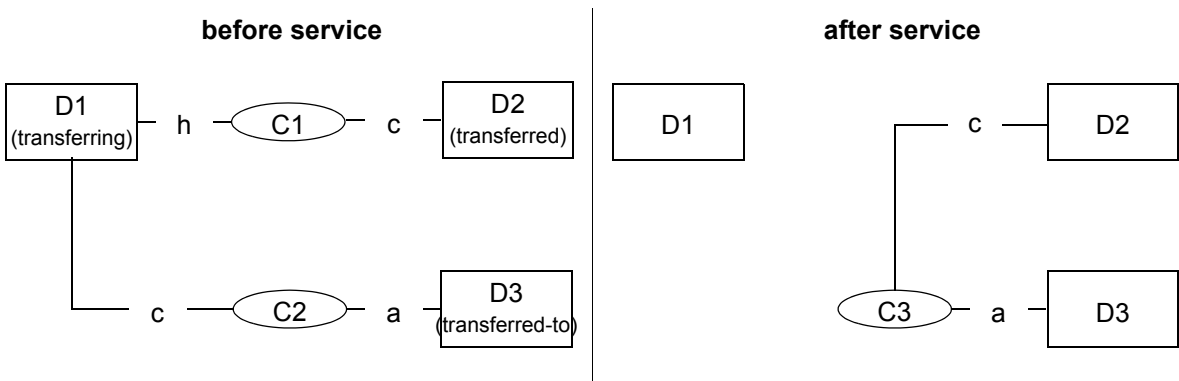 before service
after service
D1
(transferring)
h
C1
c
D2
(transferred)
c
C2
a
D3
(transferred-to)
D1
c
D2
C3
a
D3